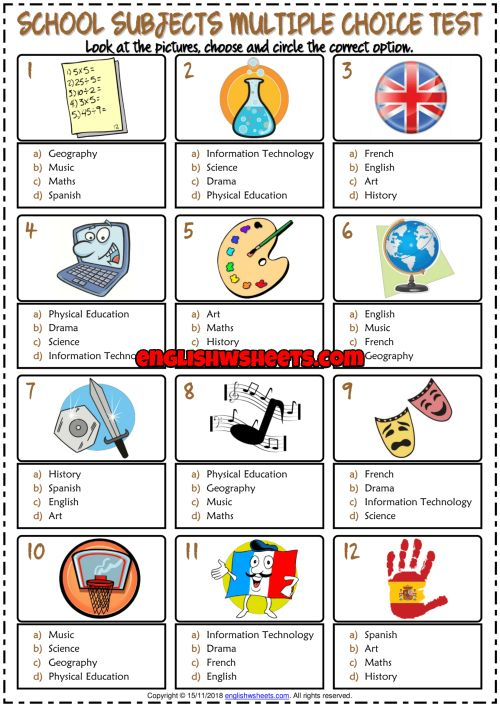 SCHOOL SUBJECTS MULTIPLE CHOICE TEST
Look at the pictures, choose and circle the correct option.
1
1) 5x5=
2) 25÷5=
3) 10÷2=
4) 3x5=
5) 45÷9=
a) Geography
b) Music
c) Maths
d) Spanish
2
a) Information Technology
b) Science
c) Drama
d) Physical Education
3
a) French
b) English
c) Art
d) History
4
a) Physical Education
b) Drama
c) Science
d) Information Techno
5
a) Art
b) Maths
c) History
6
a) English
b) Music
c) French
Geography
englishwsheets.com
7
a) History
b) Spanish
c) English
d) Art
8
a) Physical Education
b) Geography
c) Music
d) Maths
9
a) French
b) Drama
c) Information Technology
d) Science
10
a) Music
b) Science
c) Geography
d) Physical Education
11
a) Information Technology
b) Drama
c) French
d) English
12
a) Spanish
b) Art
c) Maths
d) History
Copyright © 15/11/2018 englishwsheets.com. All rights reserved.